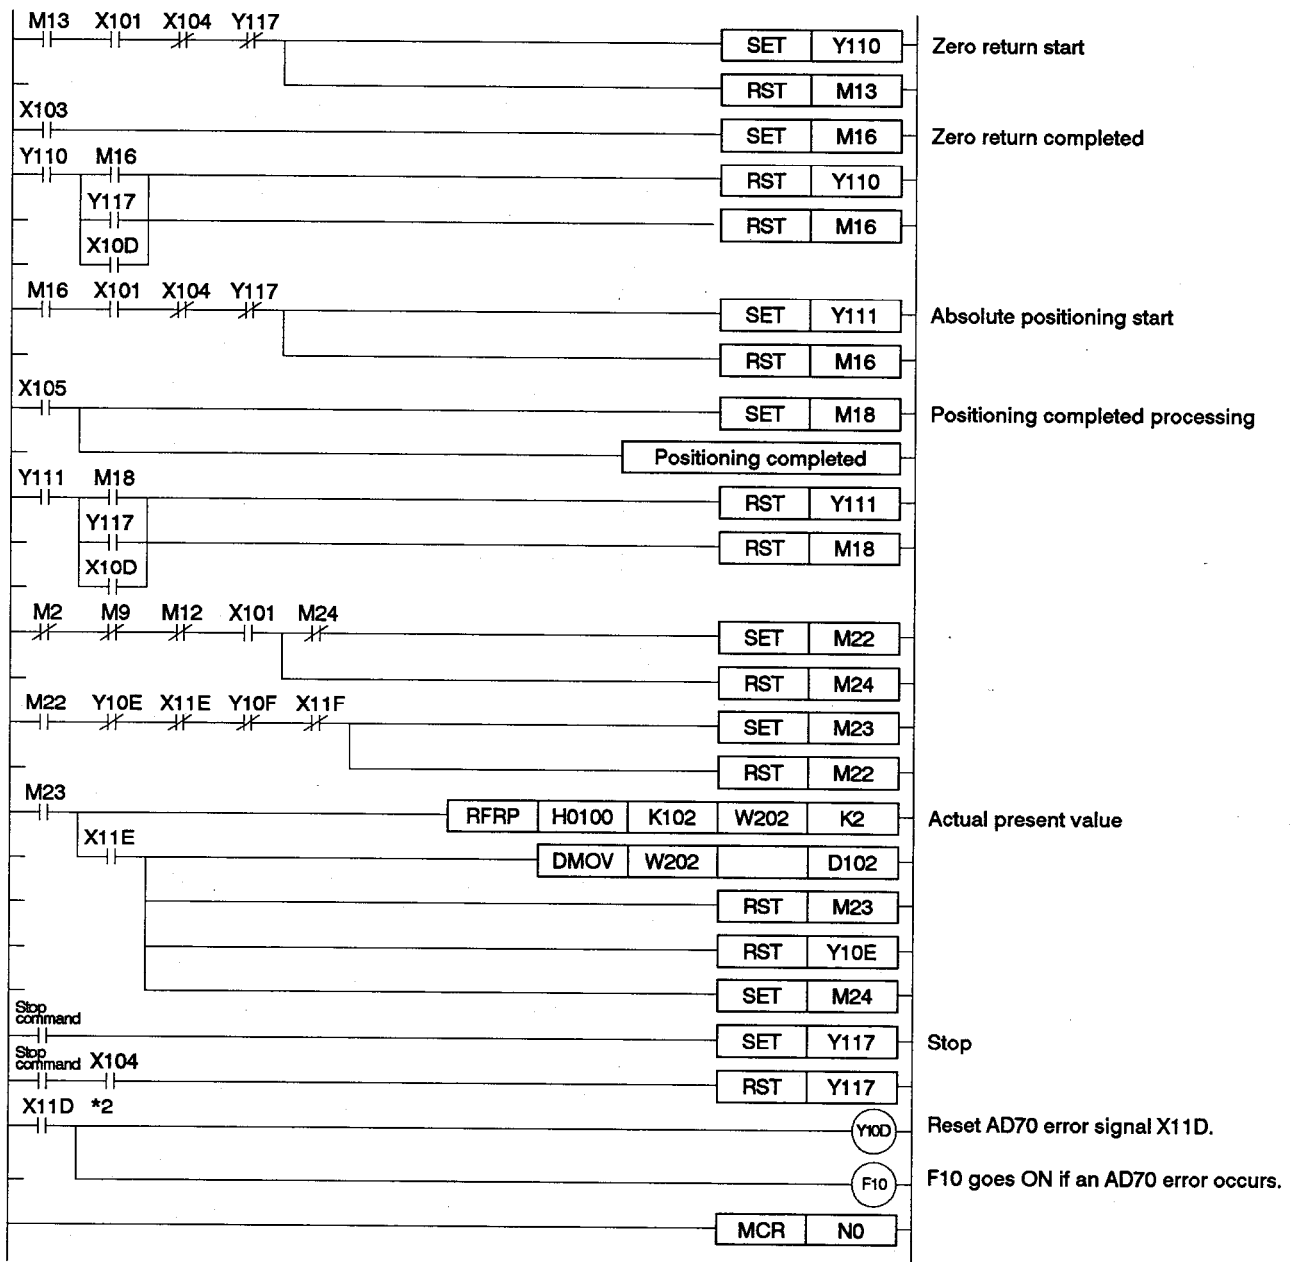 M13 X101 X104 Y117
SET Y110 Zero return start
RST M13
X103
SET M16 Zero return completed
Y110 M16
RST Y110
Y117
RST M16
X10D
M16 X101 X104 Y117
SET Y111 Absolute positioning start
RST M16
X105
SET M18 Positioning completed processing
Positioning completed
Y111 M18
RST Y111
Y117
RST M18
X10D
M2 M9 M12 X101 M24
SET M22
RST M24
M22 Y10E X11E Y10F X11F
SET M23
RST M22
M23
RFRP H0100 K102 W202 K2 Actual present value
X11E
DMOV W202 D102
RST M23
RST Y10E
SET M24
Stop
command
SET Y117 Stop
Stop
command X104
RST Y117
X11D *2
Y10D Reset AD70 error signal X11D.
F10 F10 goes ON if an AD70 error occurs.
MCR N0